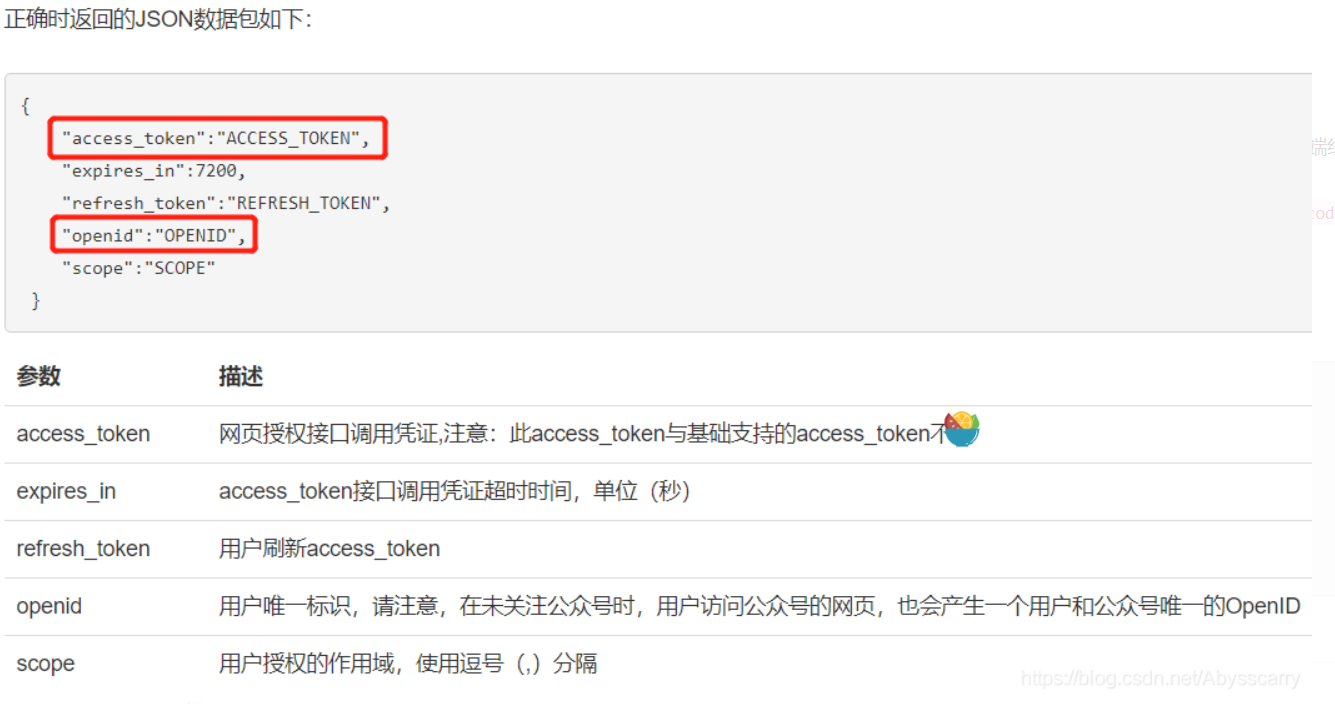 正确时返回的JSON数据包如下：
{
"access_token":"ACCESS_TOKEN",
"expires_in":7200,
"refresh_token":"REFRESH_TOKEN",
"openid":"OPENID",
"scope":"SCOPE"
}
端
cod
参数 描述
access_token 网页授权接口调用凭证,注意：此access_token与基础支持的access_token不
expires_in access_token接口调用凭证超时时间，单位（秒）
refresh_token 用户刷新access_token
openid 用户唯一标识，请注意，在未关注公众号时，用户访问公众号的网页，也会产生一个用户和公众号唯一的OpenID
scope 用户授权的作用域，使用逗号（,）分隔
https://blog.csdn.net/Abysscarry